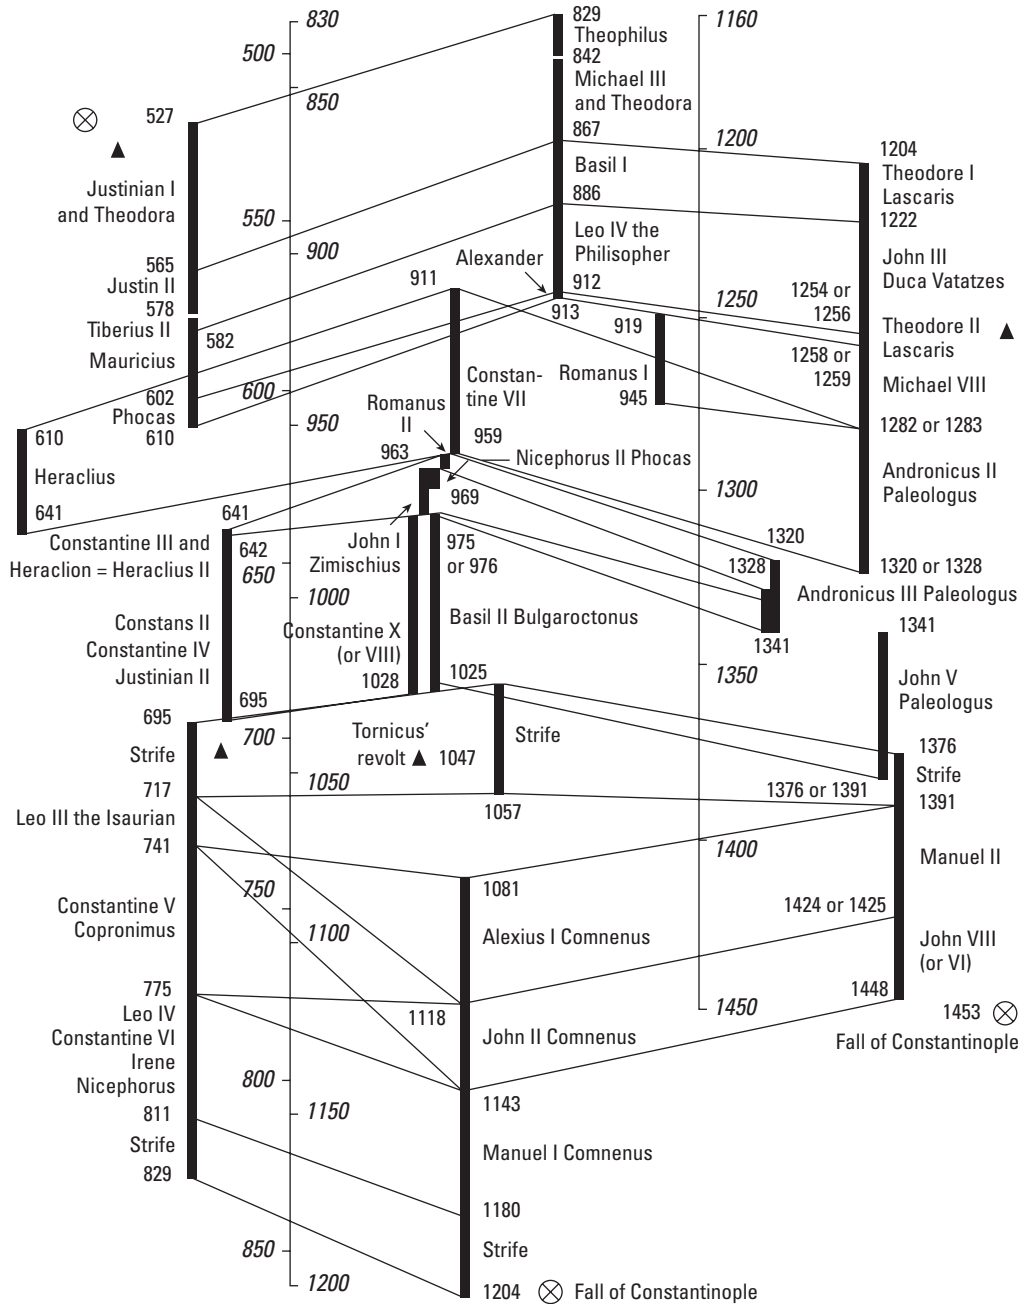 830
829
1160
Theophilus
500
842
Michael III
and Theodora
850
527
867
1200
1204
Basil I
Theodore I
Lascaris
Justinian I
and Theodora
886
1222
550
900
Leo IV the
Philisopher
John III
Duca Vatatzes
565
Alexander
Justin II
911
912
1254 or
1256
578
1250
913
919
Tiberius II
582
Theodore II
Lascaris
Mauricius
1258 or
1259
600
Romanus I
Constan-
tine VII
Michael VIII
602
Romanus
II
945
Phocas
610
950
1282 or 1283
610
963
959
Nicephorus II Phocas
Heraclius
Andronicus II
Paleologus
1300
969
641
641
1320
Constantine III and
Heraclion = Heraclius II
642
650
John I
Zimischius
975
or 976
1328
1320 or 1328
1000
Andronicus III Paleologus
Constans II
Constantine IV
Justinian II
Constantine X
(or VIII)
Basil II Bulgaroctonus
1341
1341
1350
1028
1025
John V
Paleologus
695
695
Strife
700
Tornicus’
revolt
1047
Strife
1376
Strife
717
1050
1376 or 1391
1391
Leo III the Isaurian
1057
741
1400
Manuel II
750
1081
Constantine V
Copronimus
1100
Alexius I Comnenus
1424 or 1425
John VIII
(or VI)
775
1448
Leo IV
Constantine VI
Irene
Nicephorus
1118
John II Comnenus
1450
1453
Fall of Constantinople
800
811
1150
1143
Strife
Manuel I Comnenus
829
1180
850
Strife
1200
1204
Fall of Constantinople